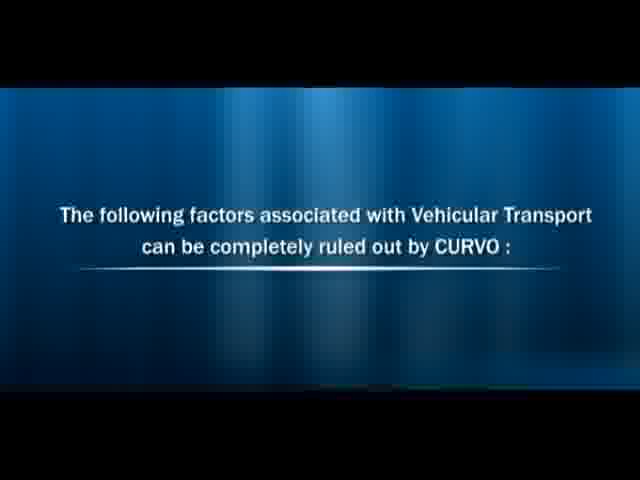 The following factors associated with Vehicular Transport
can be completely ruled out by CURVO :